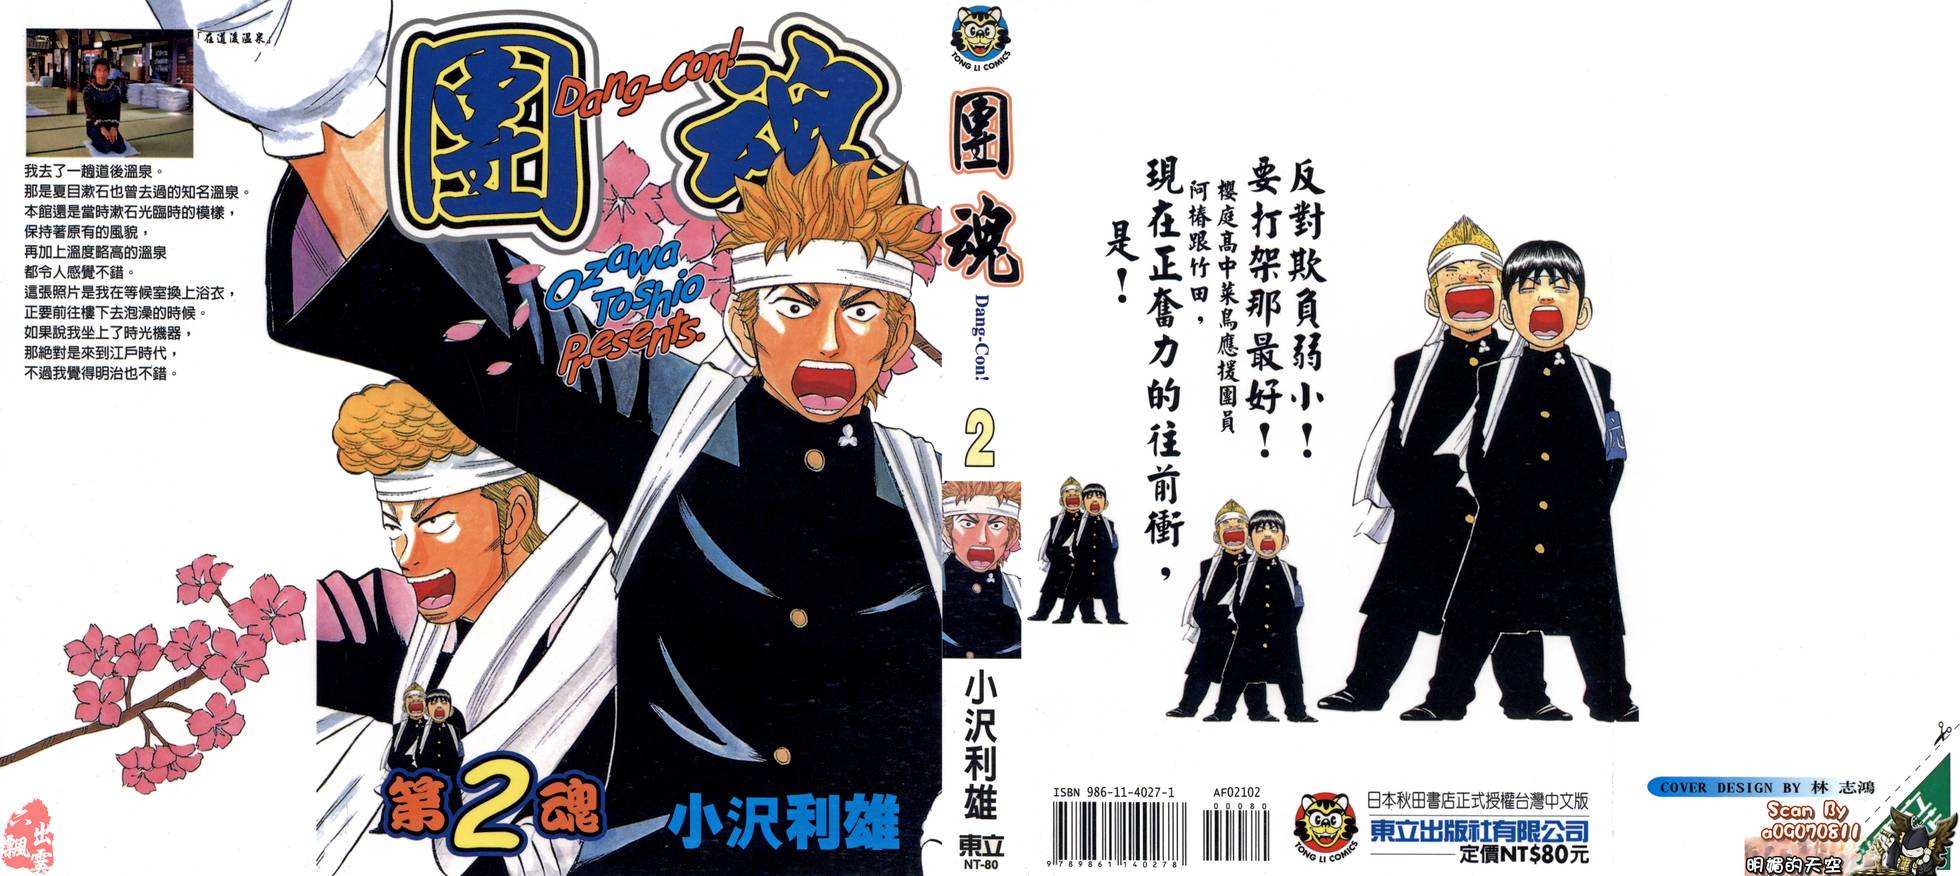 「在道後溫泉」
我去了一趟道後溫泉。
那是夏目漱石也曾去過的知名溫泉。
本館還是當時漱石光臨時的模樣，
保持著原有的風貌，
再加上溫度略高的溫泉
都令人感覺不錯。
這張照片是我在等候室換上浴衣，
正要前往樓下去泡澡的時候。
如果說我坐上了時光機器，
那絕對是來到江戶時代，
不過我覺得明治也不錯。
團魂
Dang-Con!
Ozawa
Toshio
Presents.
第2魂
小沢利雄
TONG LI COMICS
團魂
Dang-Con!
2
小沢利雄
東立
NT-80
反對欺負弱小！
要打架那最好！
櫻庭高中菜鳥應援團員
阿椿跟竹田，
現在正奮力的往前衝，
是！
応
ISBN 986-11-4027-1
AF02102
00080
9789861140278
TONG LI COMICS
日本秋田書店正式授權台灣中文版
東立出版社有限公司
定價NT$80元
COVER DESIGN BY 林志鴻
Scan By
a09070811
明媚的天空